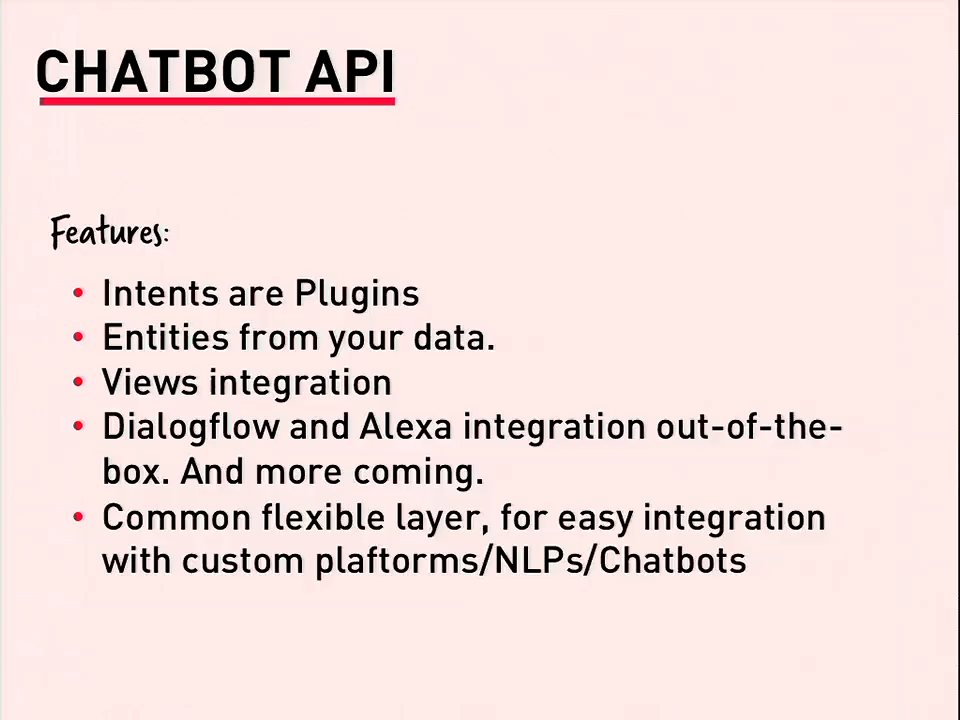 CHATBOT API
Features:
• Intents are Plugins
• Entities from your data.
• Views integration
• Dialogflow and Alexa integration out-of-the-
box. And more coming.
• Common flexible layer, for easy integration
with custom plaftorms/NLPs/Chatbots